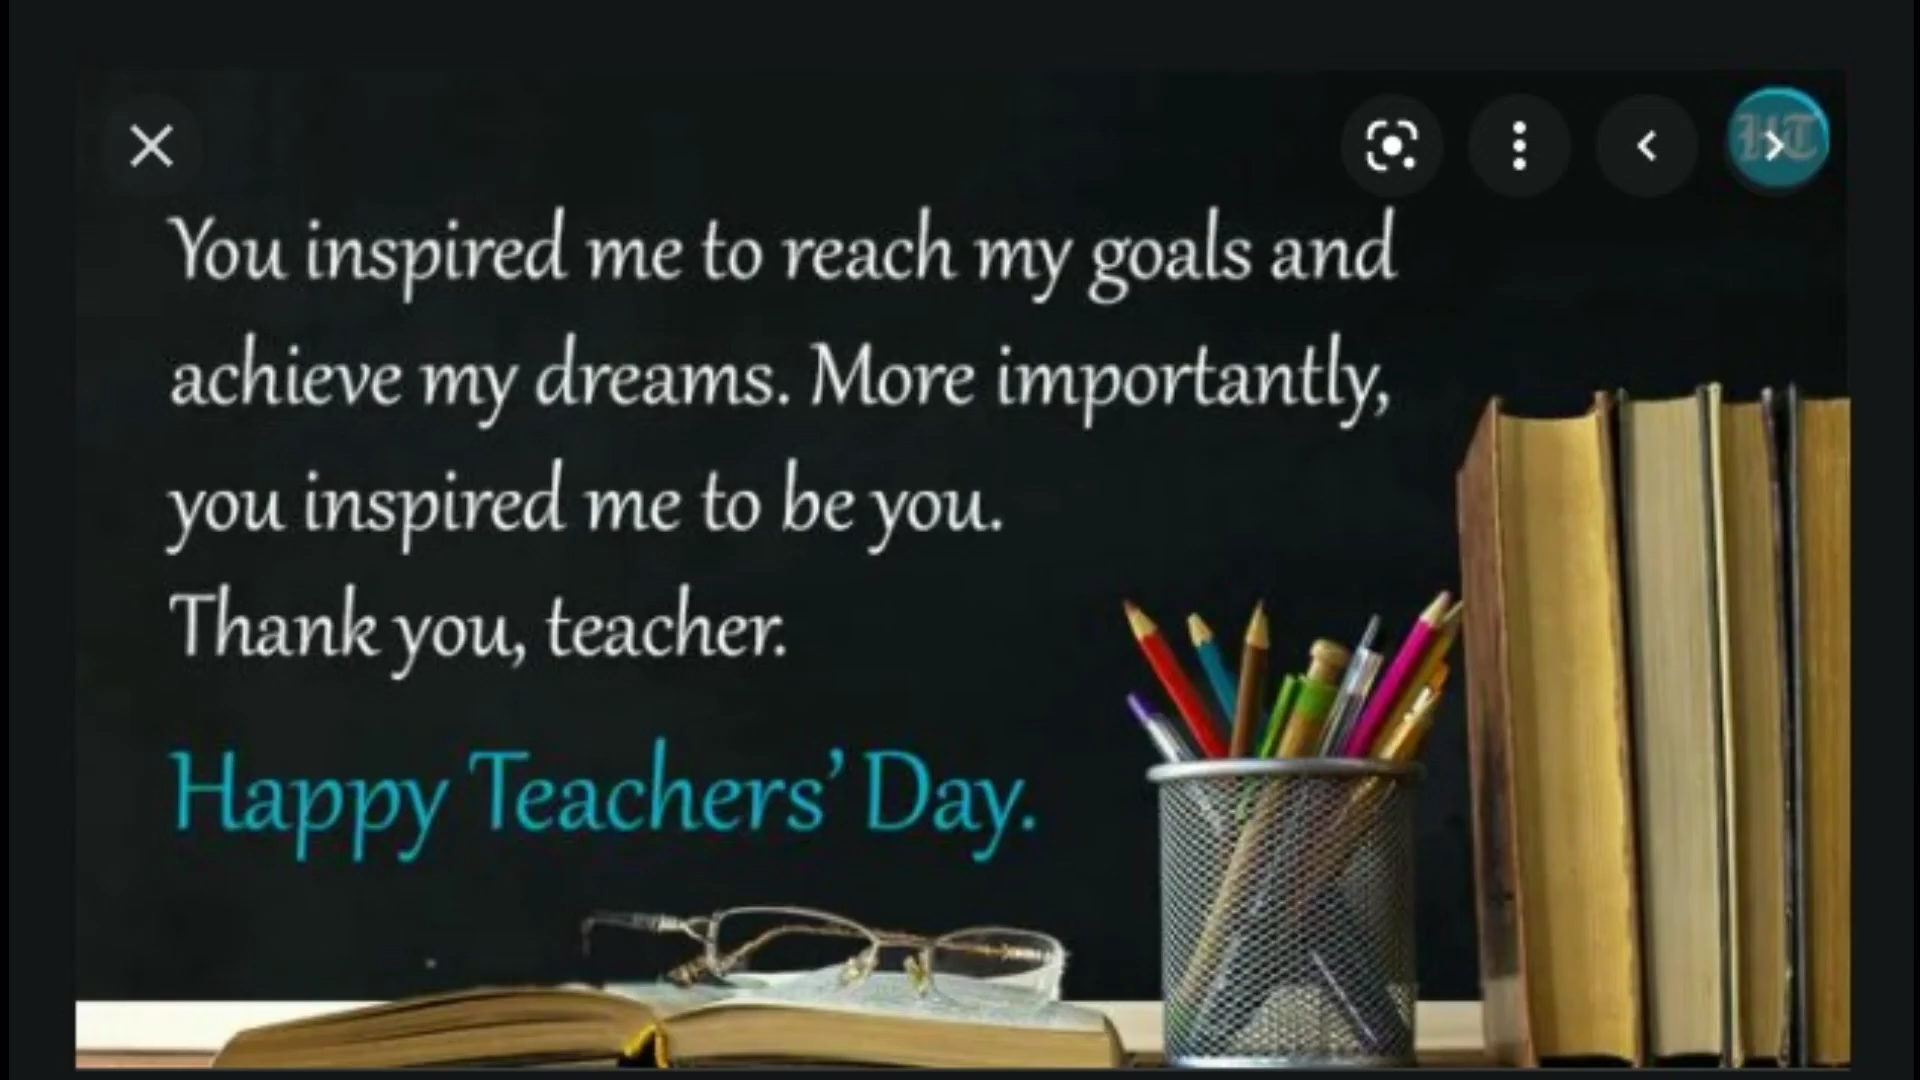 HT
You inspired me to reach my goals and
achieve my dreams. More importantly,
you inspired me to be you.
Thank you, teacher.
Happy Teachers’ Day.